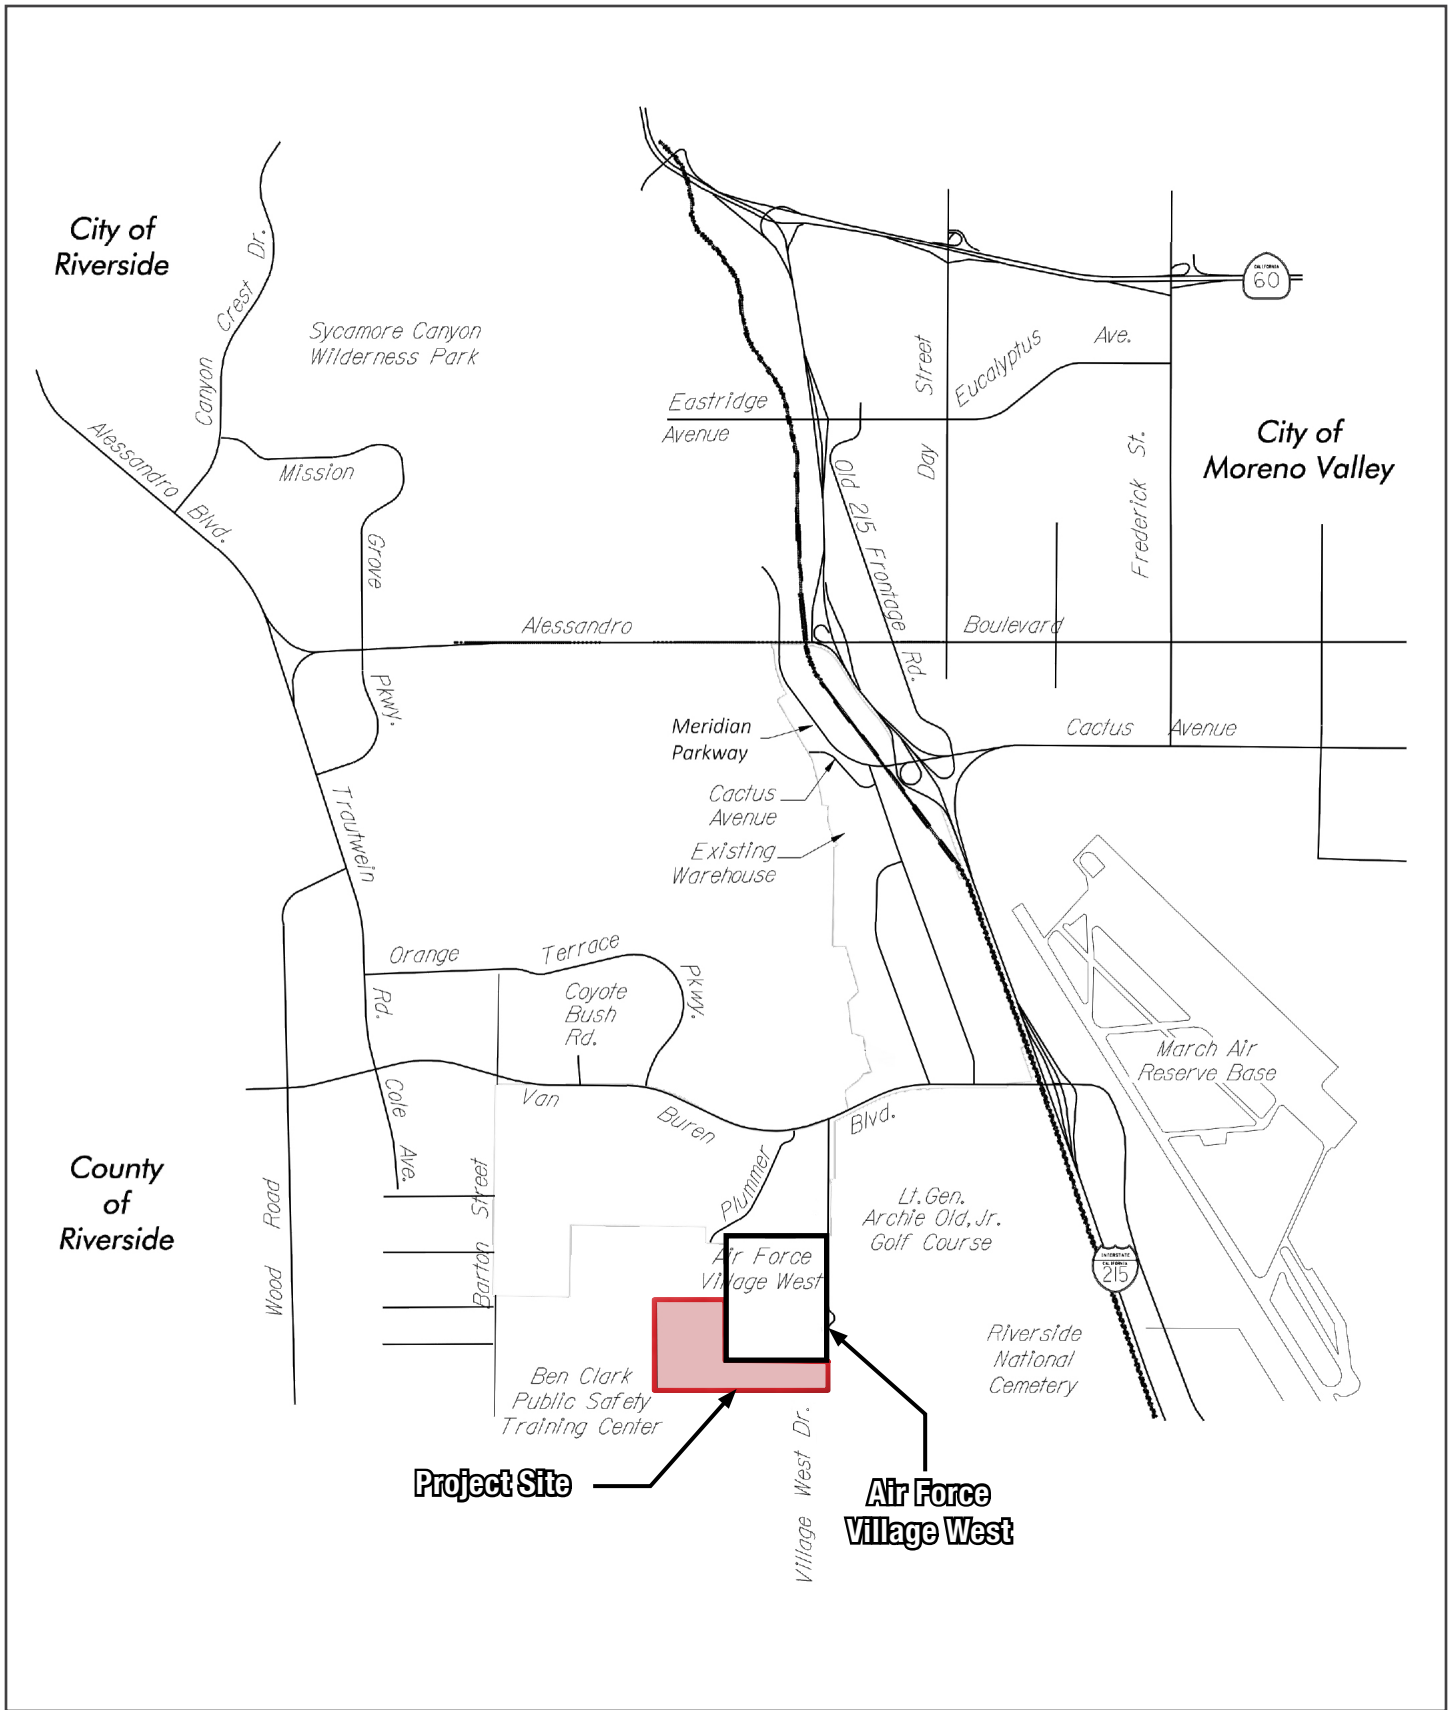 City of
Riverside
Canyon Crest Dr.
Sycamore Canyon
Wilderness Park
CALIFORNIA
60
Street
Day
Eucalyptus Ave.
Eastridge
Avenue
City of
Moreno Valley
Alessandro
Blvd.
Mission
Grove
Pkwy.
Old 215 Frontage
Rd.
Frederick St.
Alessandro
Boulevard
Meridian
Parkway
Cactus Avenue
Cactus
Avenue
Existing
Warehouse
Trautwein
Rd.
Orange Terrace
Pkwy.
Coyote
Bush
Rd.
March Air
Reserve Base
Van Buren Blvd.
Cole Ave.
County
of
Riverside
Wood Road
Barton Street
Plummer
Lt.Gen.
Archie Old,Jr.
Golf Course
Air Force
Village West
INTERSTATE
CALIFORNIA
215
Riverside
National
Cemetery
Ben Clark
Public Safety
Training Center
Village West Dr.
Project Site
Air Force
Village West